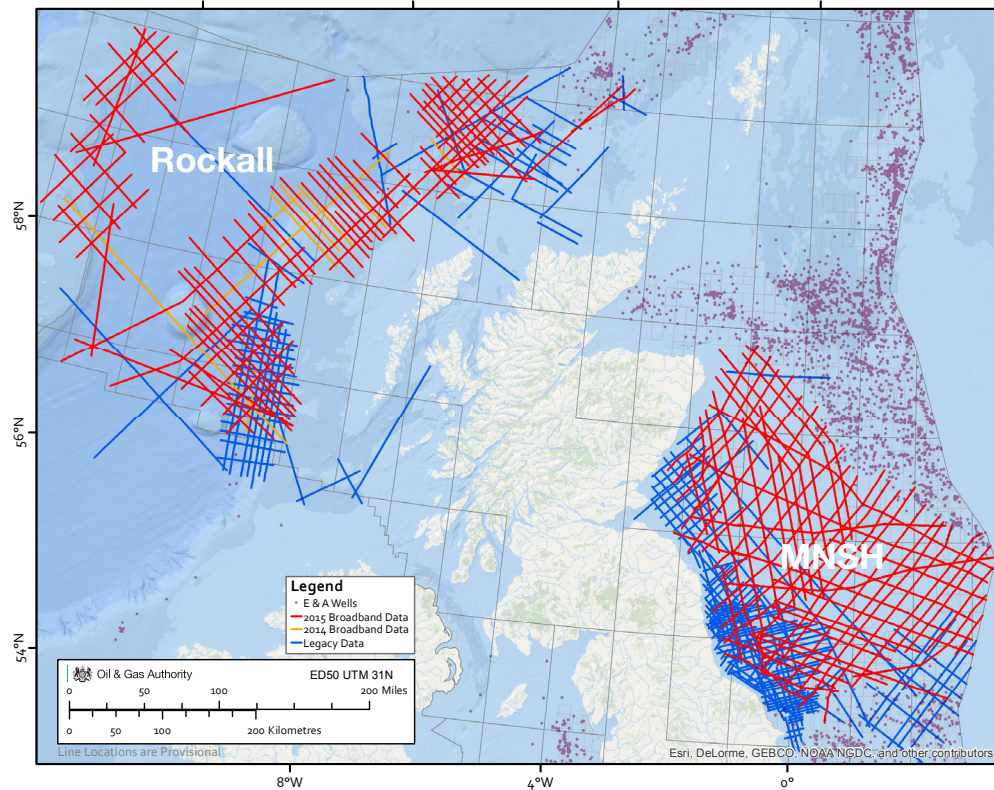 Rockall
58°N
56°N
MNSH
54°N
Legend
E & A Wells
2015 Broadband Data
2014 Broadband Data
Legacy Data
Oil & Gas Authority
ED50 UTM 31N
0 50 100 200 Miles
0 50 100 200 Kilometres
Line Locations are Provisional
Esri, DeLorme, GEBCO, NOAA NGDC, and other contributors
8°W 4°W 0°